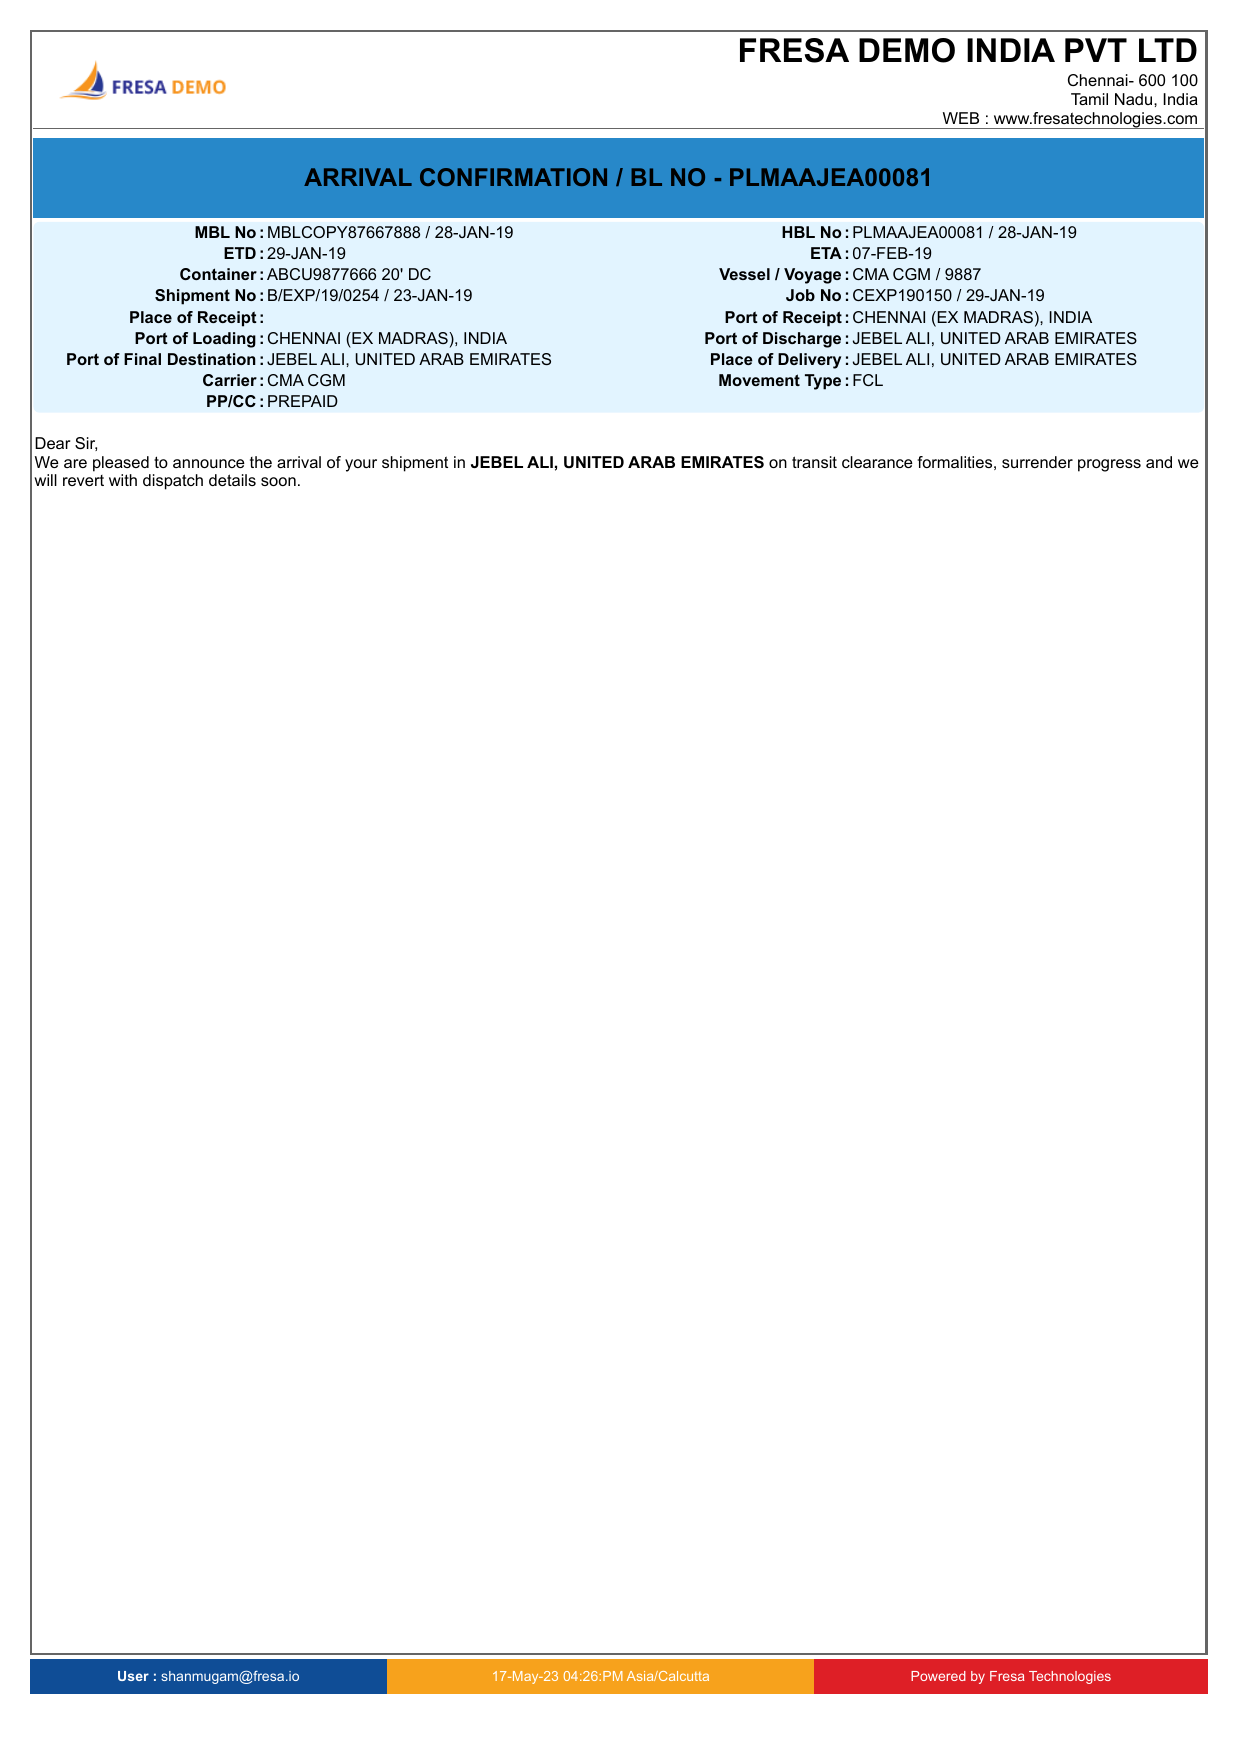 FRESA DEMO
FRESA DEMO INDIA PVT LTD
Chennai- 600 100
Tamil Nadu, India
WEB : www.fresatechnologies.com
ARRIVAL CONFIRMATION / BL NO - PLMAAJEA00081
MBL No : MBLCOPY87667888 / 28-JAN-19 HBL No : PLMAAJEA00081 / 28-JAN-19
ETD : 29-JAN-19 ETA : 07-FEB-19
Container : ABCU9877666 20' DC Vessel / Voyage : CMA CGM / 9887
Shipment No : B/EXP/19/0254 / 23-JAN-19 Job No : CEXP190150 / 29-JAN-19
Place of Receipt : Port of Receipt : CHENNAI (EX MADRAS), INDIA
Port of Loading : CHENNAI (EX MADRAS), INDIA Port of Discharge : JEBEL ALI, UNITED ARAB EMIRATES
Port of Final Destination : JEBEL ALI, UNITED ARAB EMIRATES Place of Delivery : JEBEL ALI, UNITED ARAB EMIRATES
Carrier : CMA CGM Movement Type : FCL
PP/CC : PREPAID
Dear Sir,
We are pleased to announce the arrival of your shipment in JEBEL ALI, UNITED ARAB EMIRATES on transit clearance formalities, surrender progress and we
will revert with dispatch details soon.
User : shanmugam@fresa.io 17-May-23 04:26:PM Asia/Calcutta Powered by Fresa Technologies